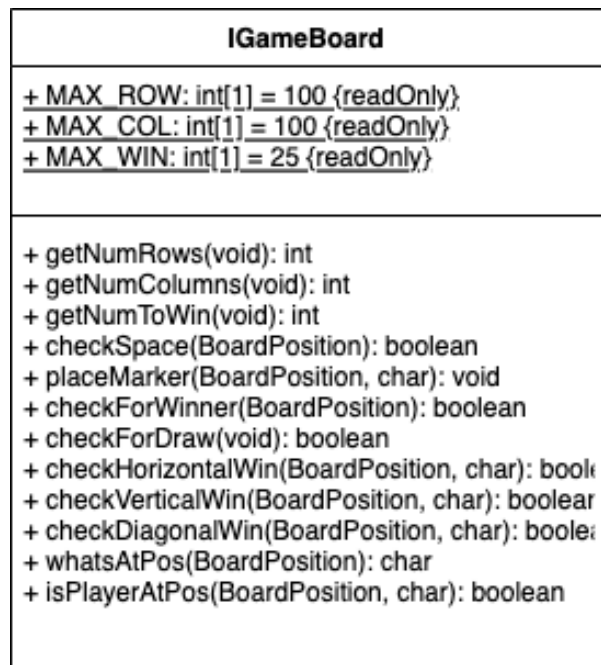 IGameBoard
+ MAX_ROW: int[1] = 100 {readOnly}
+ MAX_COL: int[1] = 100 {readOnly}
+ MAX_WIN: int[1] = 25 {readOnly}
+ getNumRows(void): int
+ getNumColumns(void): int
+ getNumToWin(void): int
+ checkSpace(BoardPosition): boolean
+ placeMarker(BoardPosition, char): void
+ checkForWinner(BoardPosition): boolean
+ checkForDraw(void): boolean
+ checkHorizontalWin(BoardPosition, char): boole
+ checkVerticalWin(BoardPosition, char): boolean
+ checkDiagonalWin(BoardPosition, char): boolea
+ whatsAtPos(BoardPosition): char
+ isPlayerAtPos(BoardPosition, char): boolean